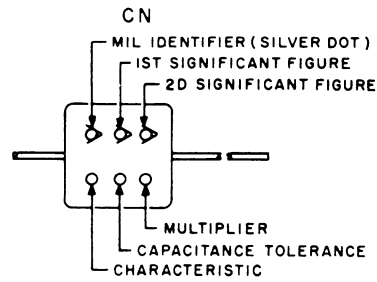 CN
MIL IDENTIFIER (SILVER DOT)
1ST SIGNIFICANT FIGURE
2D SIGNIFICANT FIGURE
MULTIPLIER
CAPACITANCE TOLERANCE
CHARACTERISTIC